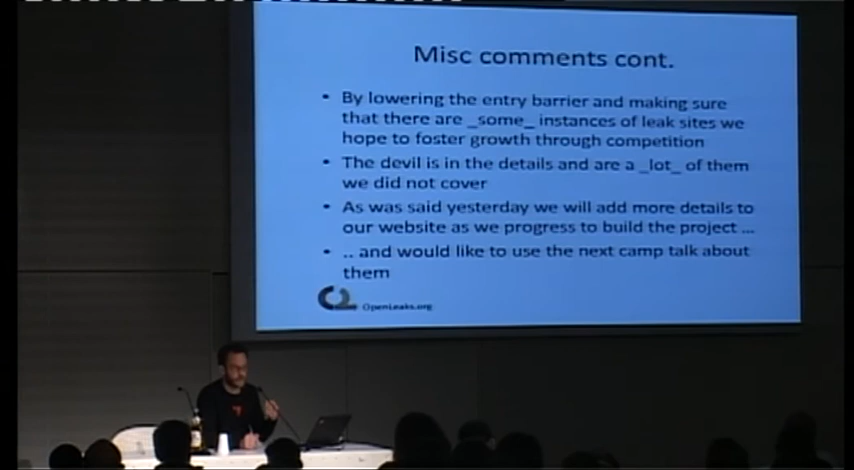 Misc comments cont.
• By lowering the entry barrier and making sure
that there are _some_ instances of leak sites we
hope to foster growth through competition
• The devil is in the details and are a _lot_ of them
we did not cover
• As was said yesterday we will add more details to
our website as we progress to build the project ...
• .. and would like to use the next camp talk about
them
OpenLeaks.org